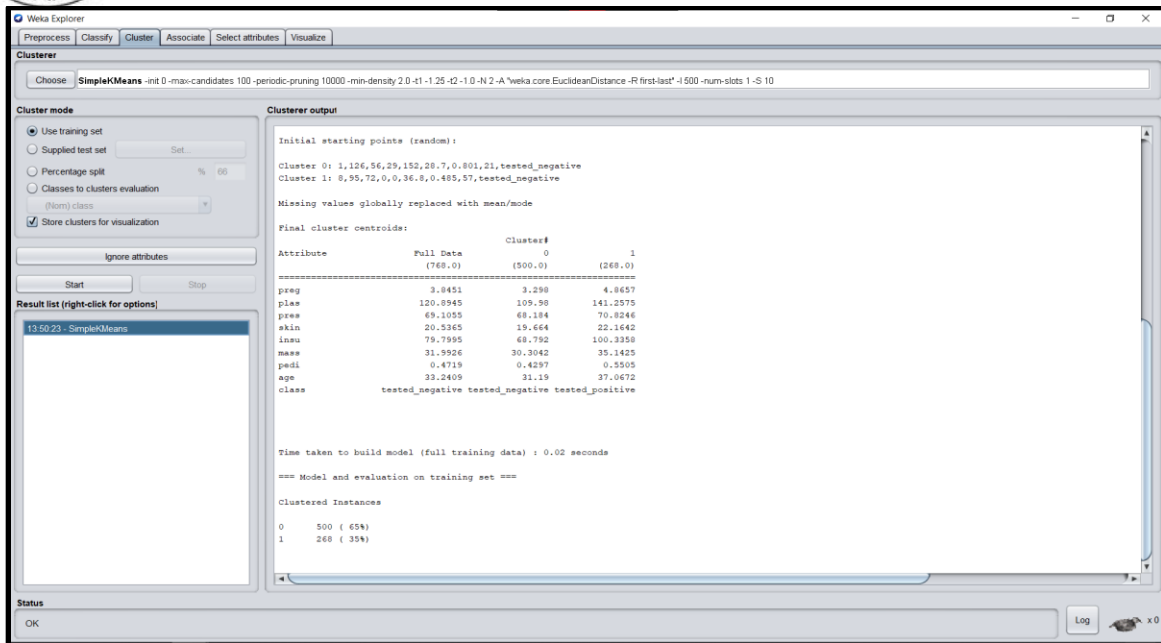 Weka Explorer
Preprocess Classify Cluster Associate Select attributes Visualize
Clusterer
Choose SimpleKMeans -init 0 -max-candidates 100 -periodic-pruning 10000 -min-density 2.0 -t1 -1.25 -t2 -1.0 -N 2 -A "weka.core.EuclideanDistance -R first-last" -I 500 -num-slots 1 -S 10
Cluster mode
Use training set
Supplied test set Set...
Percentage split % 66
Classes to clusters evaluation
(Nom) class
Store clusters for visualization
Ignore attributes
Start Stop
Result list (right-click for options)
13:50:23 - SimpleKMeans
Clusterer output
Initial starting points (random):
Cluster 0: 1,126,56,29,152,28.7,0.801,21,tested_negative
Cluster 1: 8,95,72,0,0,36.8,0.485,57,tested_negative
Missing values globally replaced with mean/mode
Final cluster centroids:
Cluster#
Attribute Full Data 0 1
(768.0) (500.0) (268.0)
==========================================================================
preg 3.8451 3.298 4.8657
plas 120.8945 109.98 141.2575
pres 69.1055 68.184 70.8246
skin 20.5365 19.664 22.1642
insu 79.7995 68.792 100.3358
mass 31.9926 30.3042 35.1425
pedi 0.4719 0.4297 0.5505
age 33.2409 31.19 37.0672
class tested_negative tested_negative tested_positive
Time taken to build model (full training data) : 0.02 seconds
=== Model and evaluation on training set ===
Clustered Instances
0 500 ( 65%)
1 268 ( 35%)
Status
OK
Log x 0